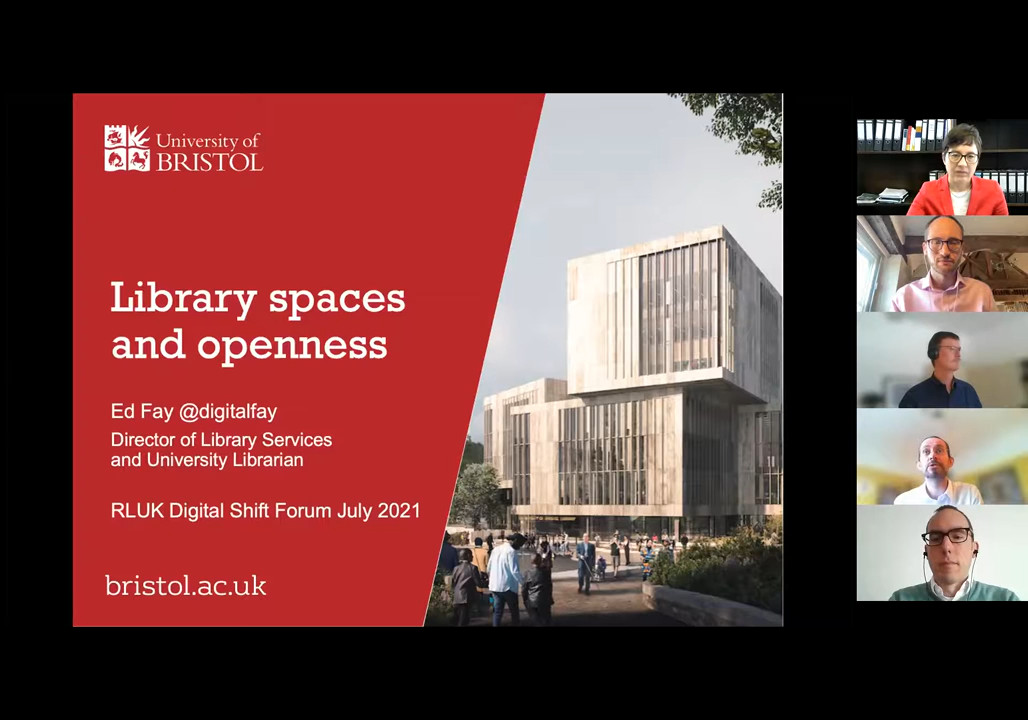 University of
BRISTOL
Library spaces
and openness
Ed Fay @digitalfay
Director of Library Services
and University Librarian
RLUK Digital Shift Forum July 2021
bristol.ac.uk